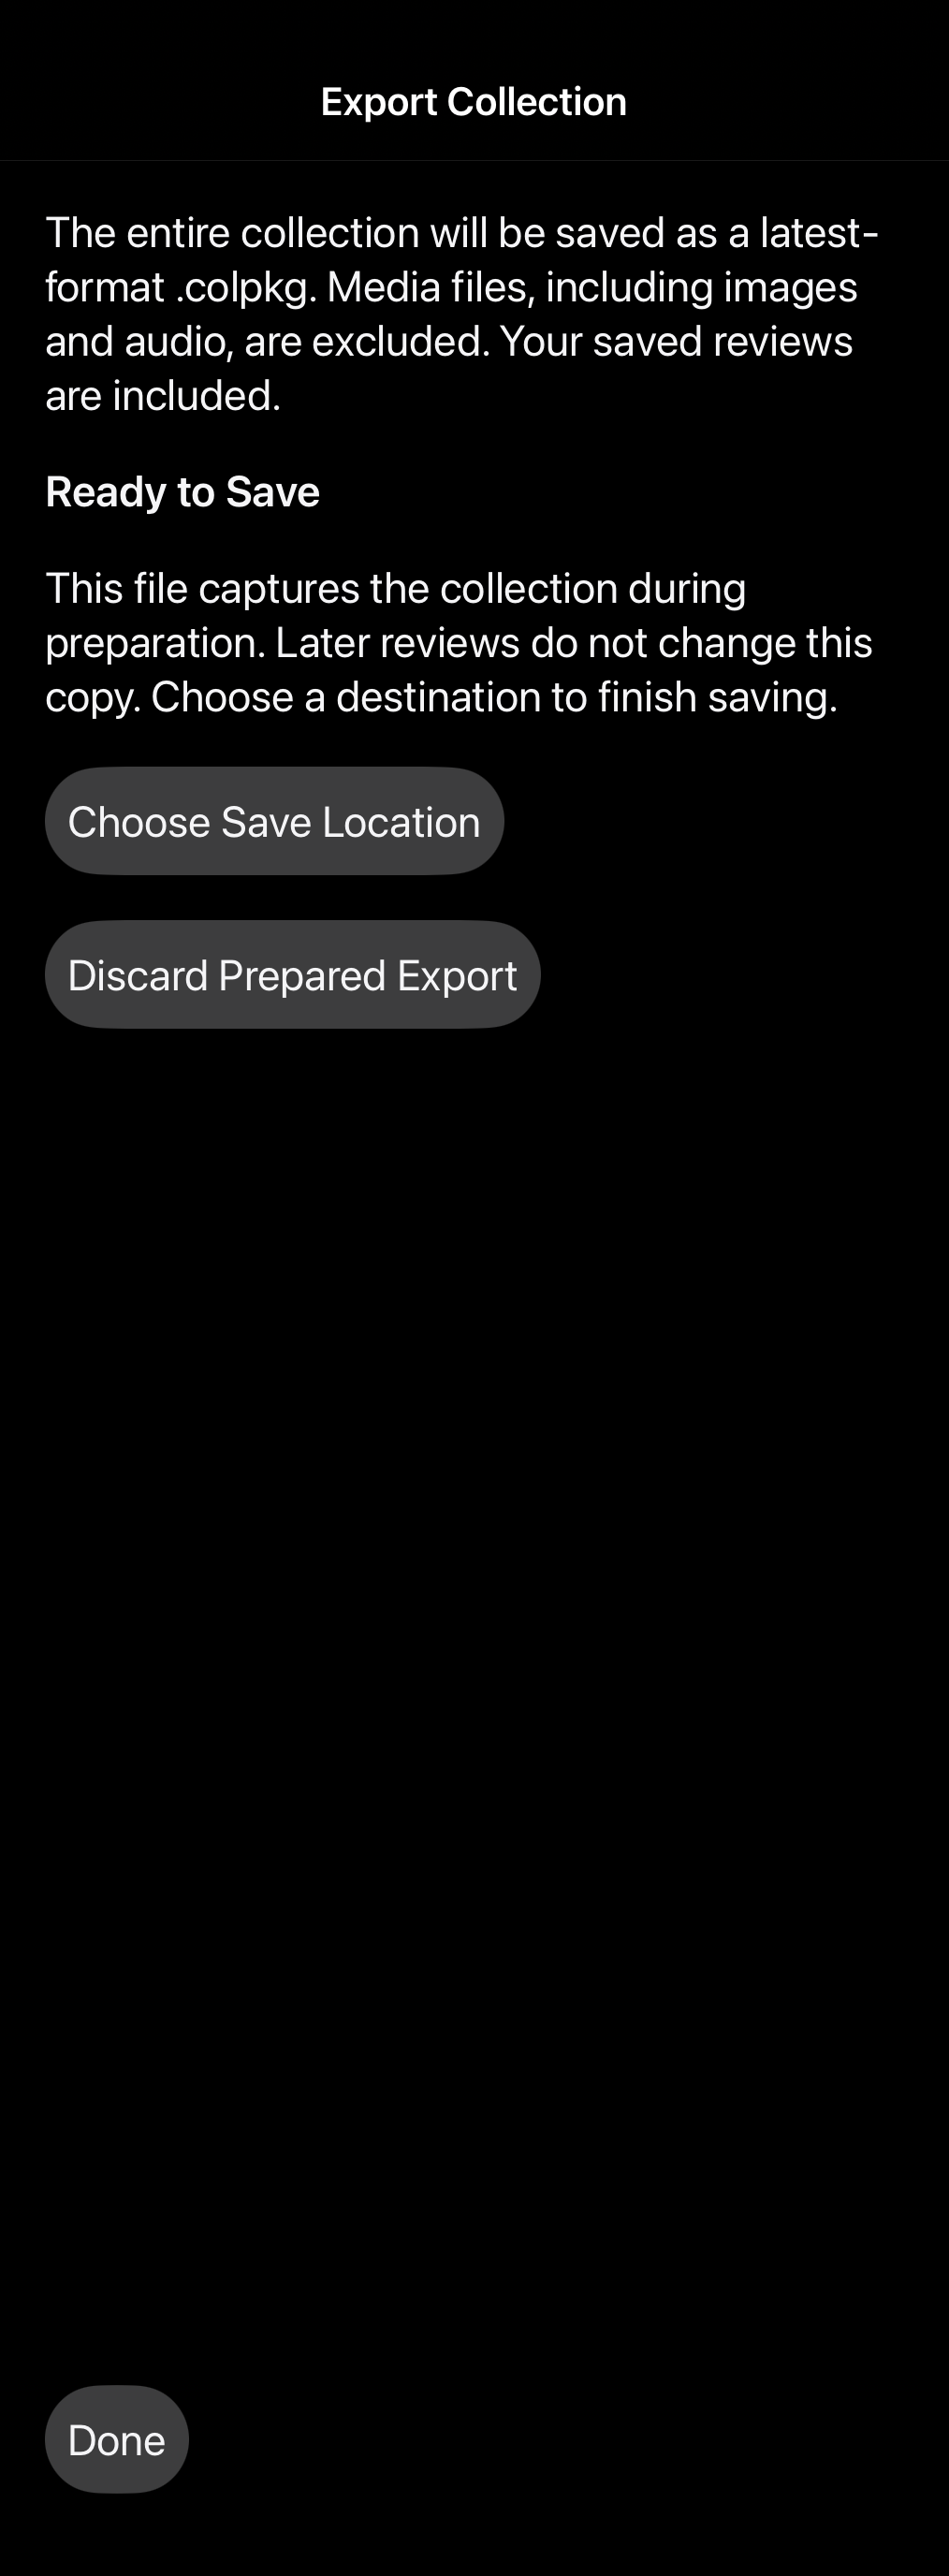 Export Collection
The entire collection will be saved as a latest-
format .colpkg. Media files, including images
and audio, are excluded. Your saved reviews
are included.
Ready to Save
This file captures the collection during
preparation. Later reviews do not change this
copy. Choose a destination to finish saving.
Choose Save Location
Discard Prepared Export
Done